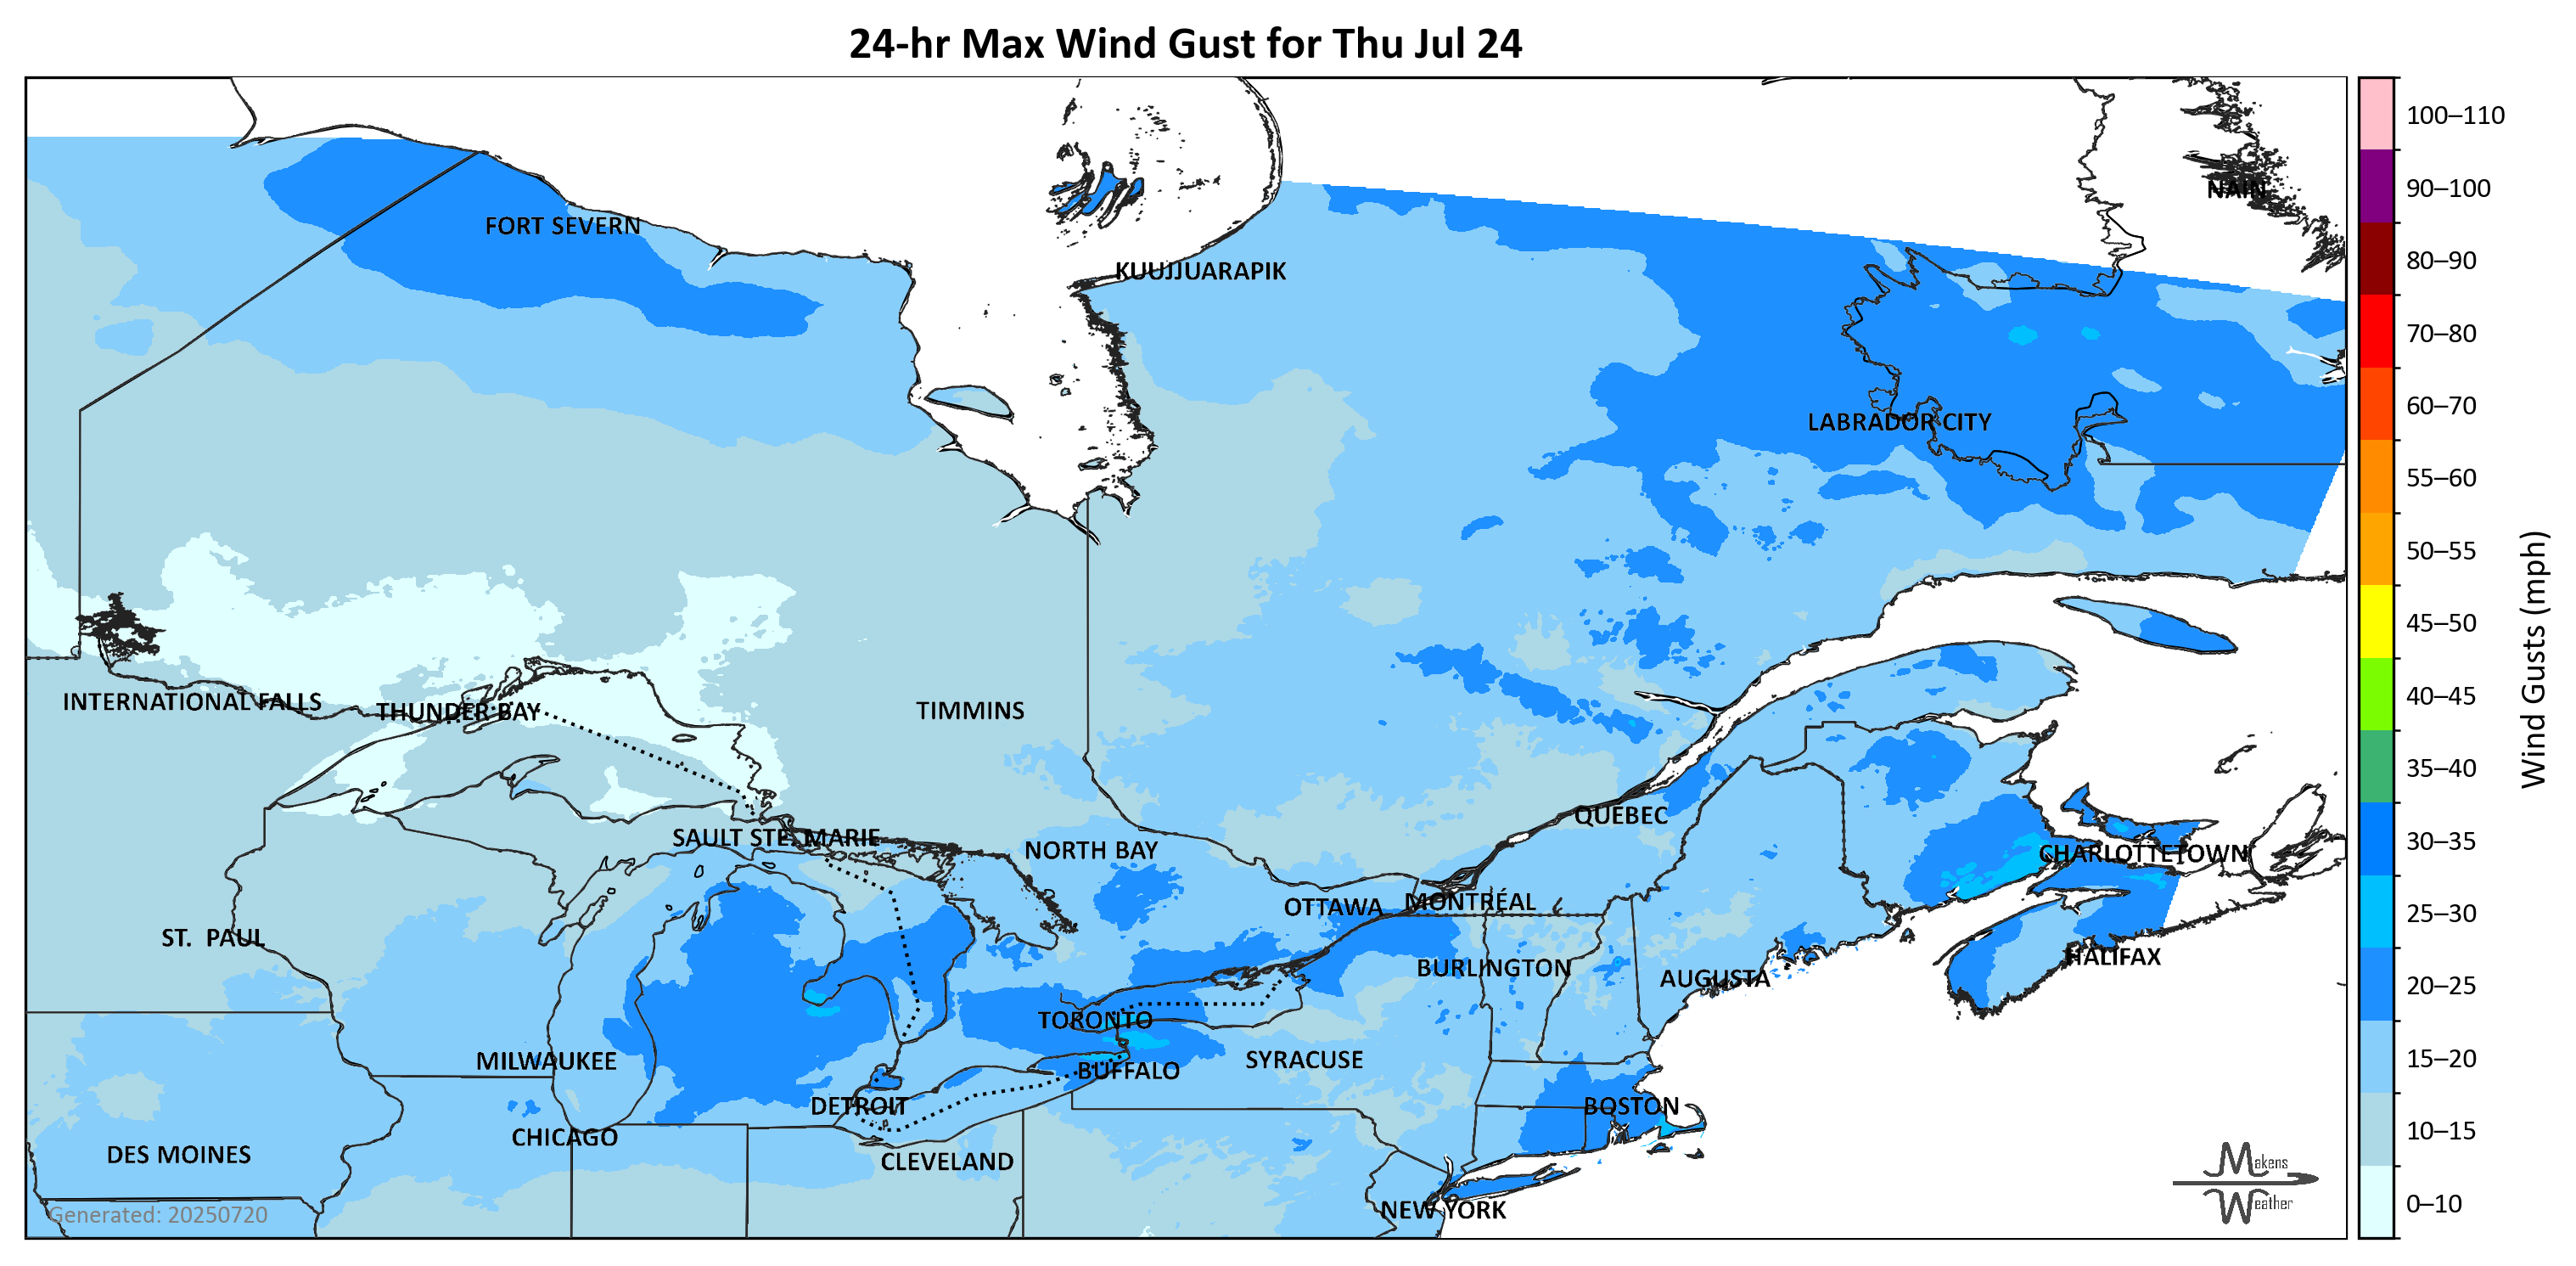 24-hr Max Wind Gust for Thu Jul 24
NAIN
FORT SEVERN
KUUJJUARAPIK
LABRADOR CITY
INTERNATIONAL FALLS
THUNDER BAY
TIMMINS
SAULT STE. MARIE
NORTH BAY
QUEBEC
CHARLOTTETOWN
OTTAWA
MONTRÉAL
ST. PAUL
HALIFAX
BURLINGTON
AUGUSTA
TORONTO
MILWAUKEE
BUFFALO
SYRACUSE
DETROIT
BOSTON
CHICAGO
DES MOINES
CLEVELAND
NEW YORK
Generated: 20250720
Makens
Weather
100–110
90–100
80–90
70–80
60–70
55–60
50–55
45–50
40–45
35–40
30–35
25–30
20–25
15–20
10–15
0–10
Wind Gusts (mph)